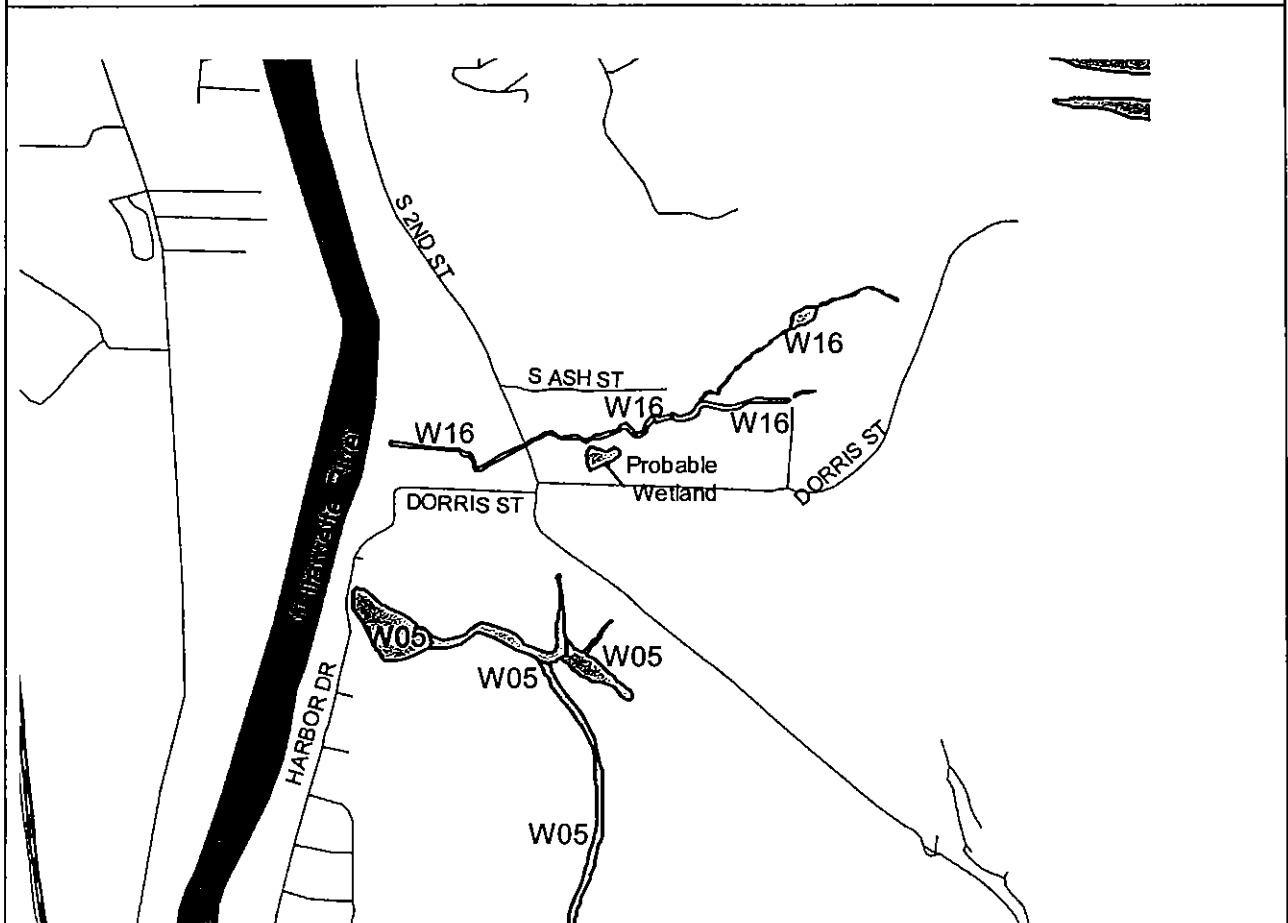 S 2ND ST
W16
S ASH ST
W16
W16
W16
Probable
Wetland
DORRIS ST
DORRIS ST
W05
W05
W05
HARBOR DR
W05